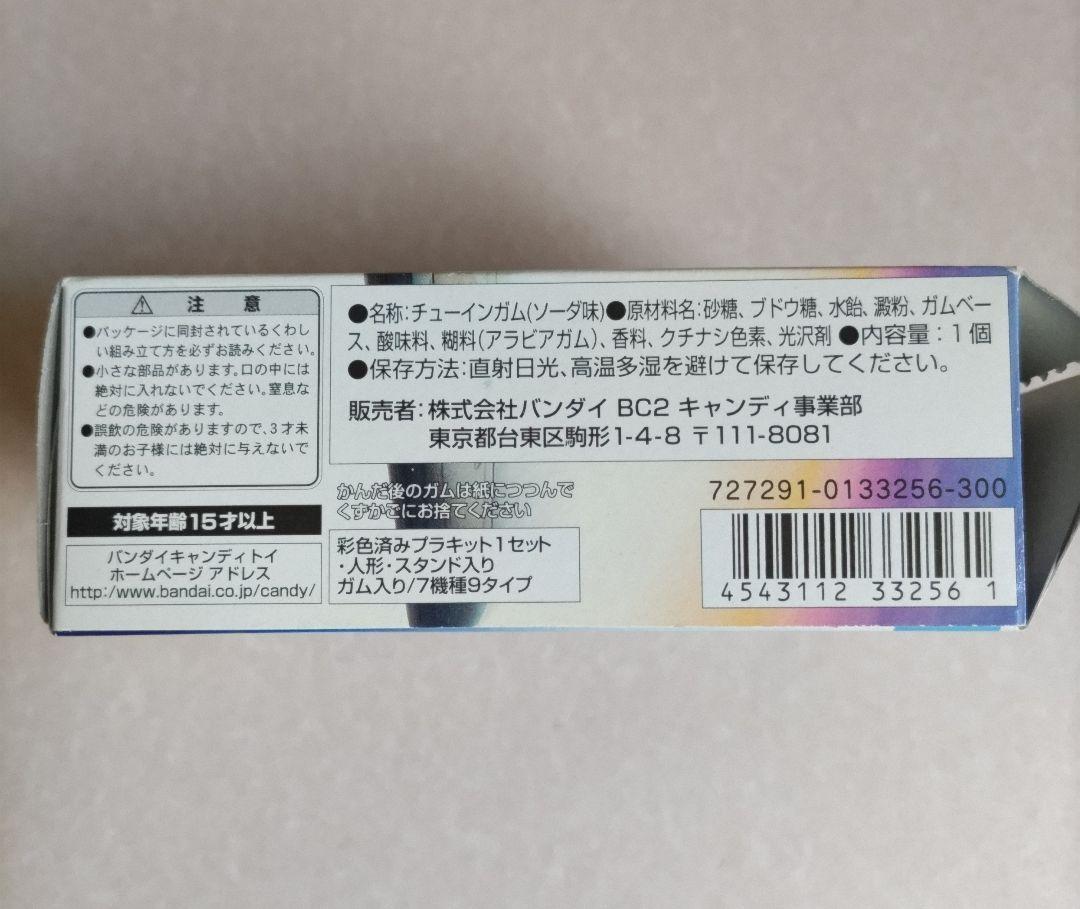 ⚠ 注意
●パッケージに同封されているくわし
い組み立て方を必ずお読みください。
●小さな部品があります。口の中には
絶対に入れないでください。窒息な
どの危険があります。
●誤飲の危険がありますので、3才未
満のお子様には絶対に与えないで
ください。
対象年齢15才以上
バンダイキャンディトイ
ホームページ アドレス
http://www.bandai.co.jp/candy/
●名称:チューインガム(ソーダ味)●原材料名:砂糖、ブドウ糖、水飴、澱粉、ガムベー
ス、酸味料、糊料(アラビアガム)、香料、クチナシ色素、光沢剤 ●内容量:1個
●保存方法:直射日光、高温多湿を避けて保存してください。
販売者:株式会社バンダイ BC2 キャンディ事業部
東京都台東区駒形1-4-8 〒111-8081
かんだ後のガムは紙につつんで
くずかごにお捨てください
彩色済みプラキット1セット
・人形・スタンド入り
ガム入り/7機種9タイプ
727291-0133256-300
4543112 33256 1